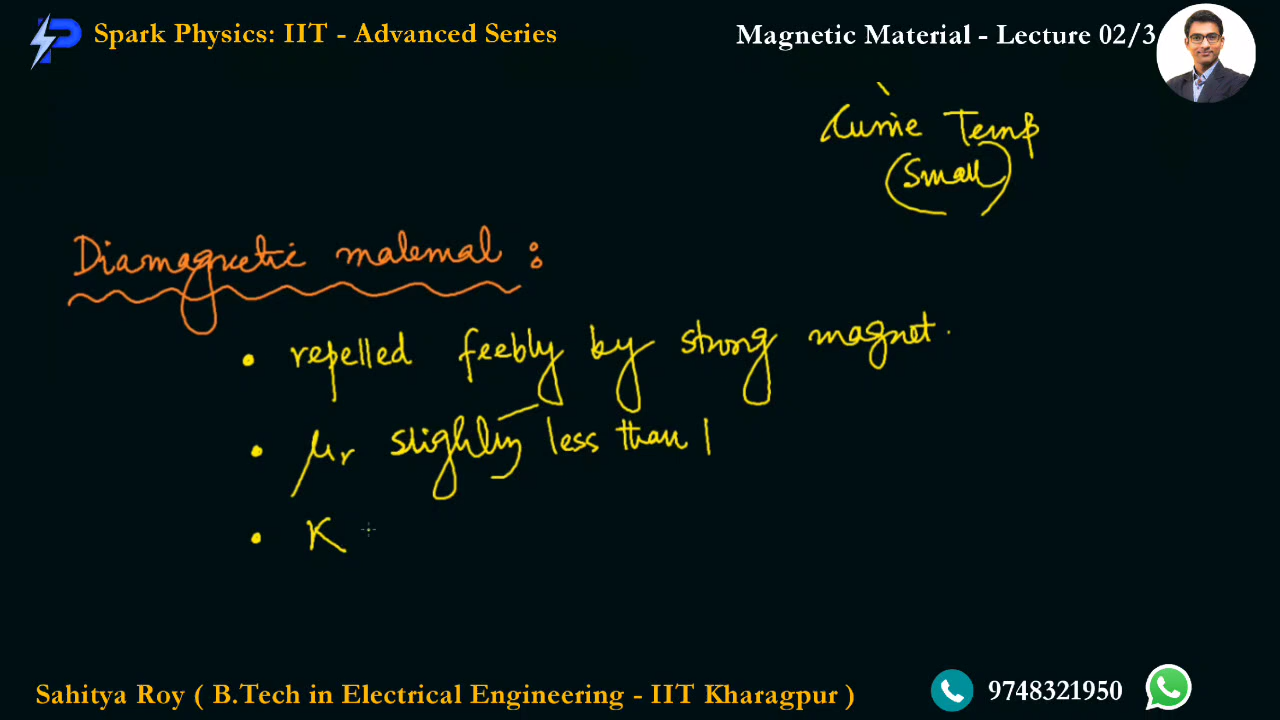 Spark Physics: IIT - Advanced Series
Magnetic Material - Lecture 02/3
Curie Temp
(Small)
Diamagnetic material :
• repelled feebly by strong magnet.
• μr slightly less than 1
• K
Sahitya Roy ( B.Tech in Electrical Engineering - IIT Kharagpur )
9748321950